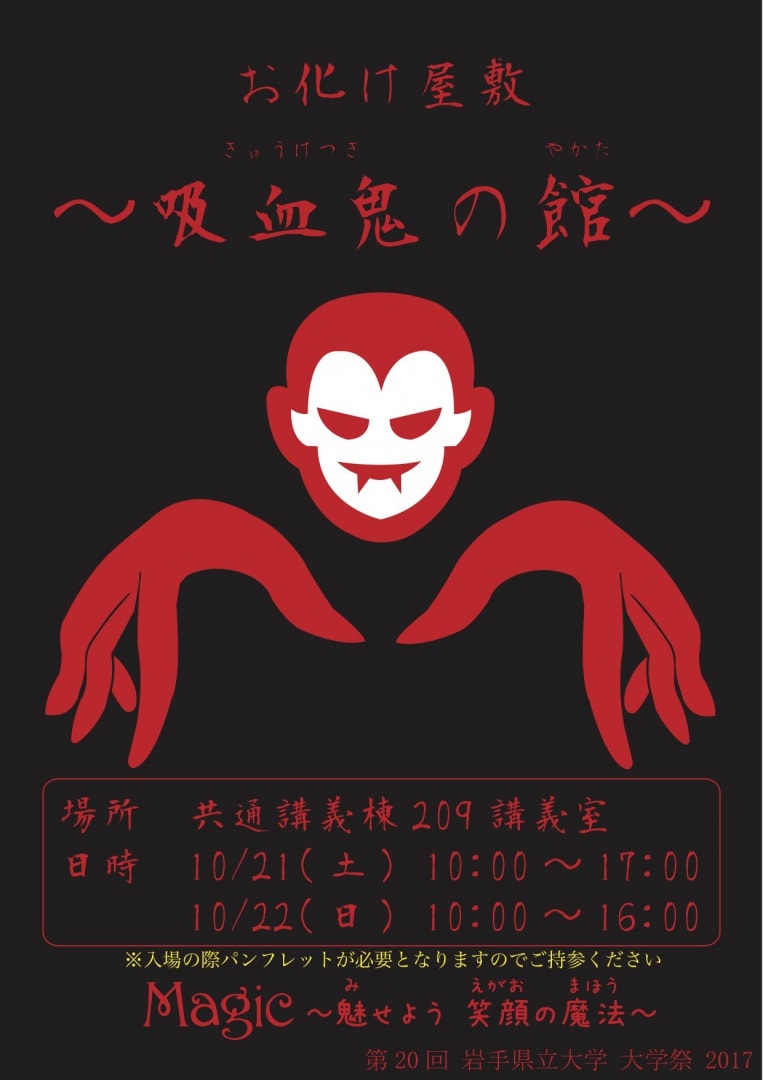 お化け屋敷
きゅうけつき やかた
～吸血鬼の館～
場所 共通講義棟209講義室
日時 10/21(土) 10:00～17:00
10/22(日) 10:00～16:00
※入場の際パンフレットが必要となりますのでご持参ください
み えがお まほう
Magic ～魅せよう 笑顔の魔法～
第20回 岩手県立大学 大学祭 2017